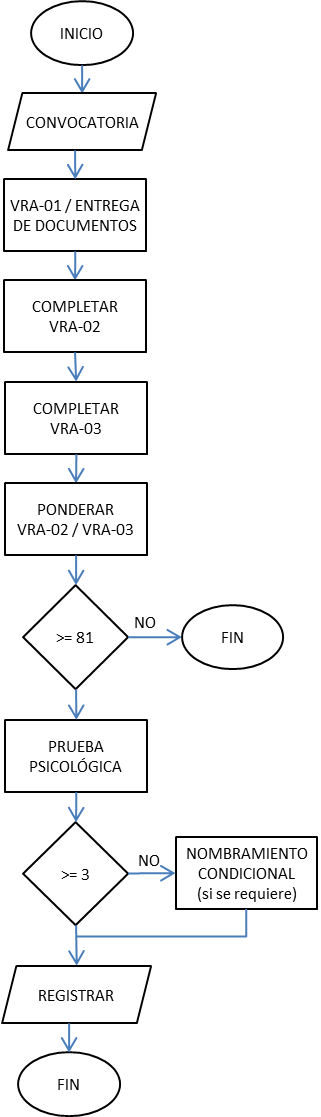 INICIO
CONVOCATORIA
VRA-01 / ENTREGA
DE DOCUMENTOS
COMPLETAR
VRA-02
COMPLETAR
VRA-03
PONDERAR
VRA-02 / VRA-03
>= 81
NO
FIN
PRUEBA
PSICOLÓGICA
>= 3
NO
NOMBRAMIENTO
CONDICIONAL
(si se requiere)
REGISTRAR
FIN